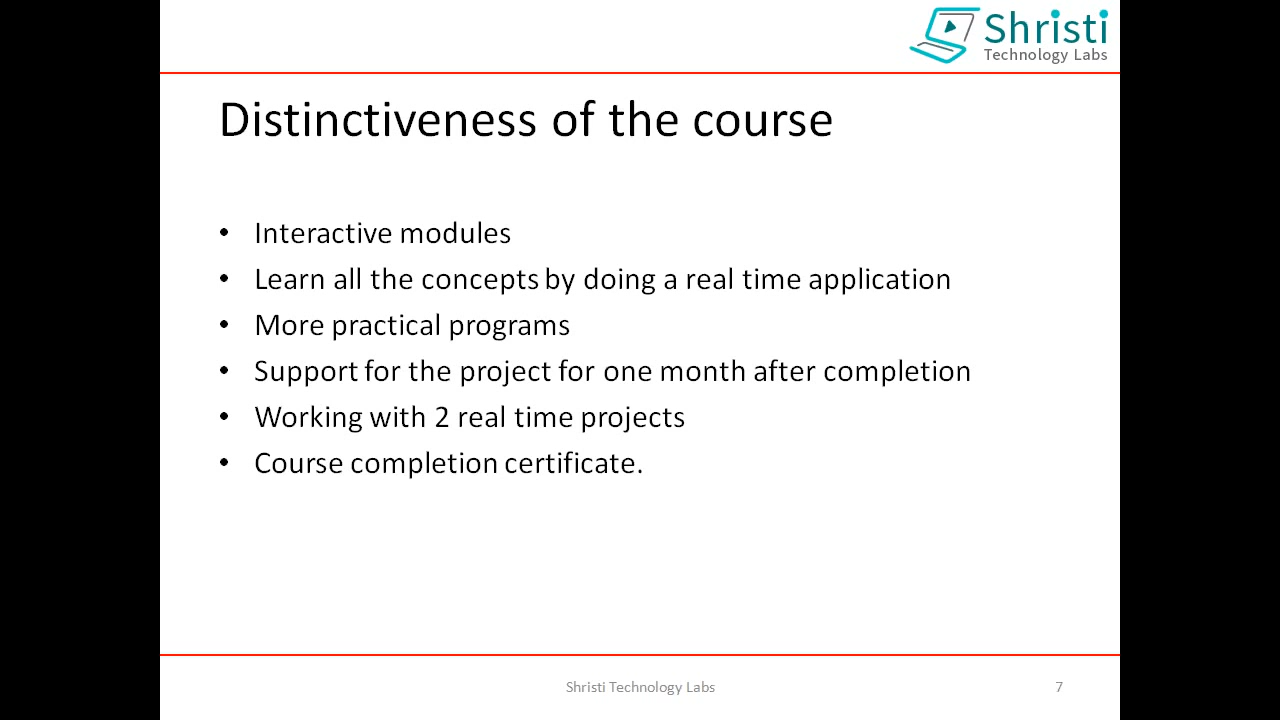 Shristi
Technology Labs
Distinctiveness of the course
• Interactive modules
• Learn all the concepts by doing a real time application
• More practical programs
• Support for the project for one month after completion
• Working with 2 real time projects
• Course completion certificate.
Shristi Technology Labs
7